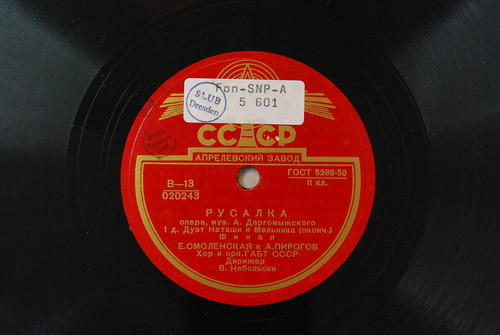 Fon-SNP-A
5 601
SLUB
Dresden
СССР
АПРЕЛЕВСКИЙ ЗАВОД
ГОСТ 5289-50
В—13
II кл.
020243
РУСАЛКА
опера, муз. А. Даргомыжского
1 д. Дуэт Наташи и Мельника (оконч.)
Финал
Е. СМОЛЕНСКАЯ и А. ПИРОГОВ
Хор и орк. ГАБТ СССР
Дирижер
В. Небольсин